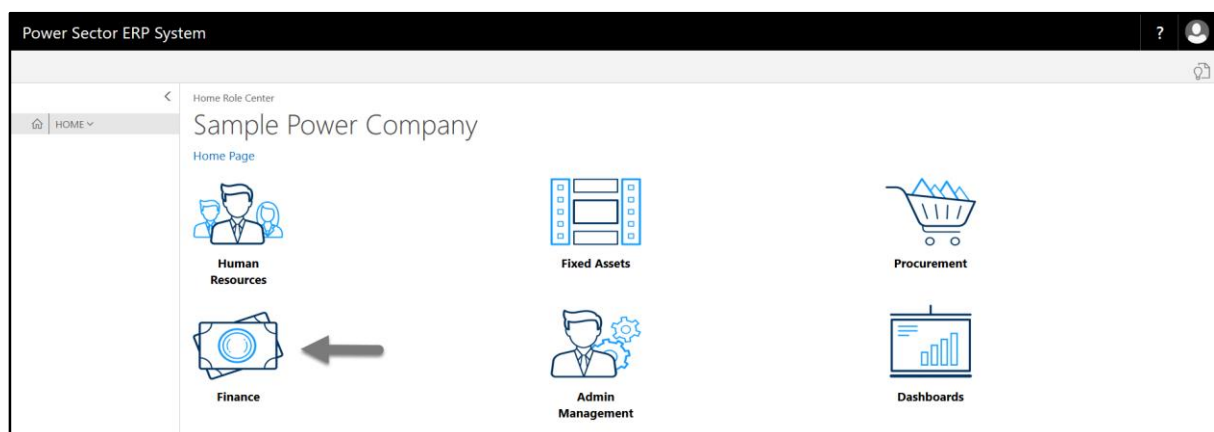 Power Sector ERP System
?
Home Role Center
HOME
Sample Power Company
Home Page
Human
Resources
Fixed Assets
Procurement
Finance
Admin
Management
Dashboards